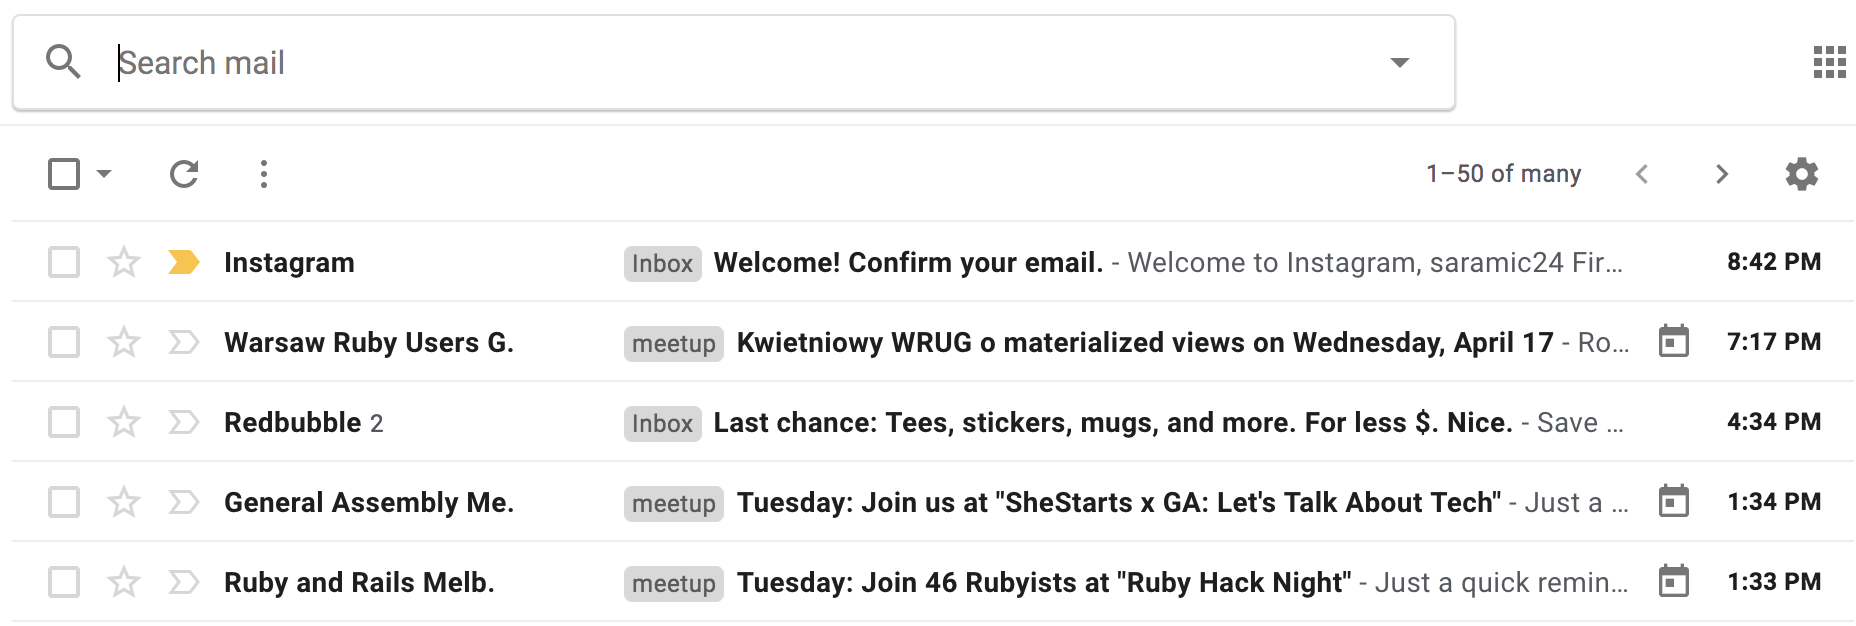 Search mail
1–50 of many
Instagram Inbox Welcome! Confirm your email. - Welcome to Instagram, saramic24 Fir... 8:42 PM
Warsaw Ruby Users G. meetup Kwietniowy WRUG o materialized views on Wednesday, April 17 - Ro... 7:17 PM
Redbubble 2 Inbox Last chance: Tees, stickers, mugs, and more. For less $. Nice. - Save ... 4:34 PM
General Assembly Me. meetup Tuesday: Join us at "SheStarts x GA: Let's Talk About Tech" - Just a ... 1:34 PM
Ruby and Rails Melb. meetup Tuesday: Join 46 Rubyists at "Ruby Hack Night" - Just a quick remin... 1:33 PM